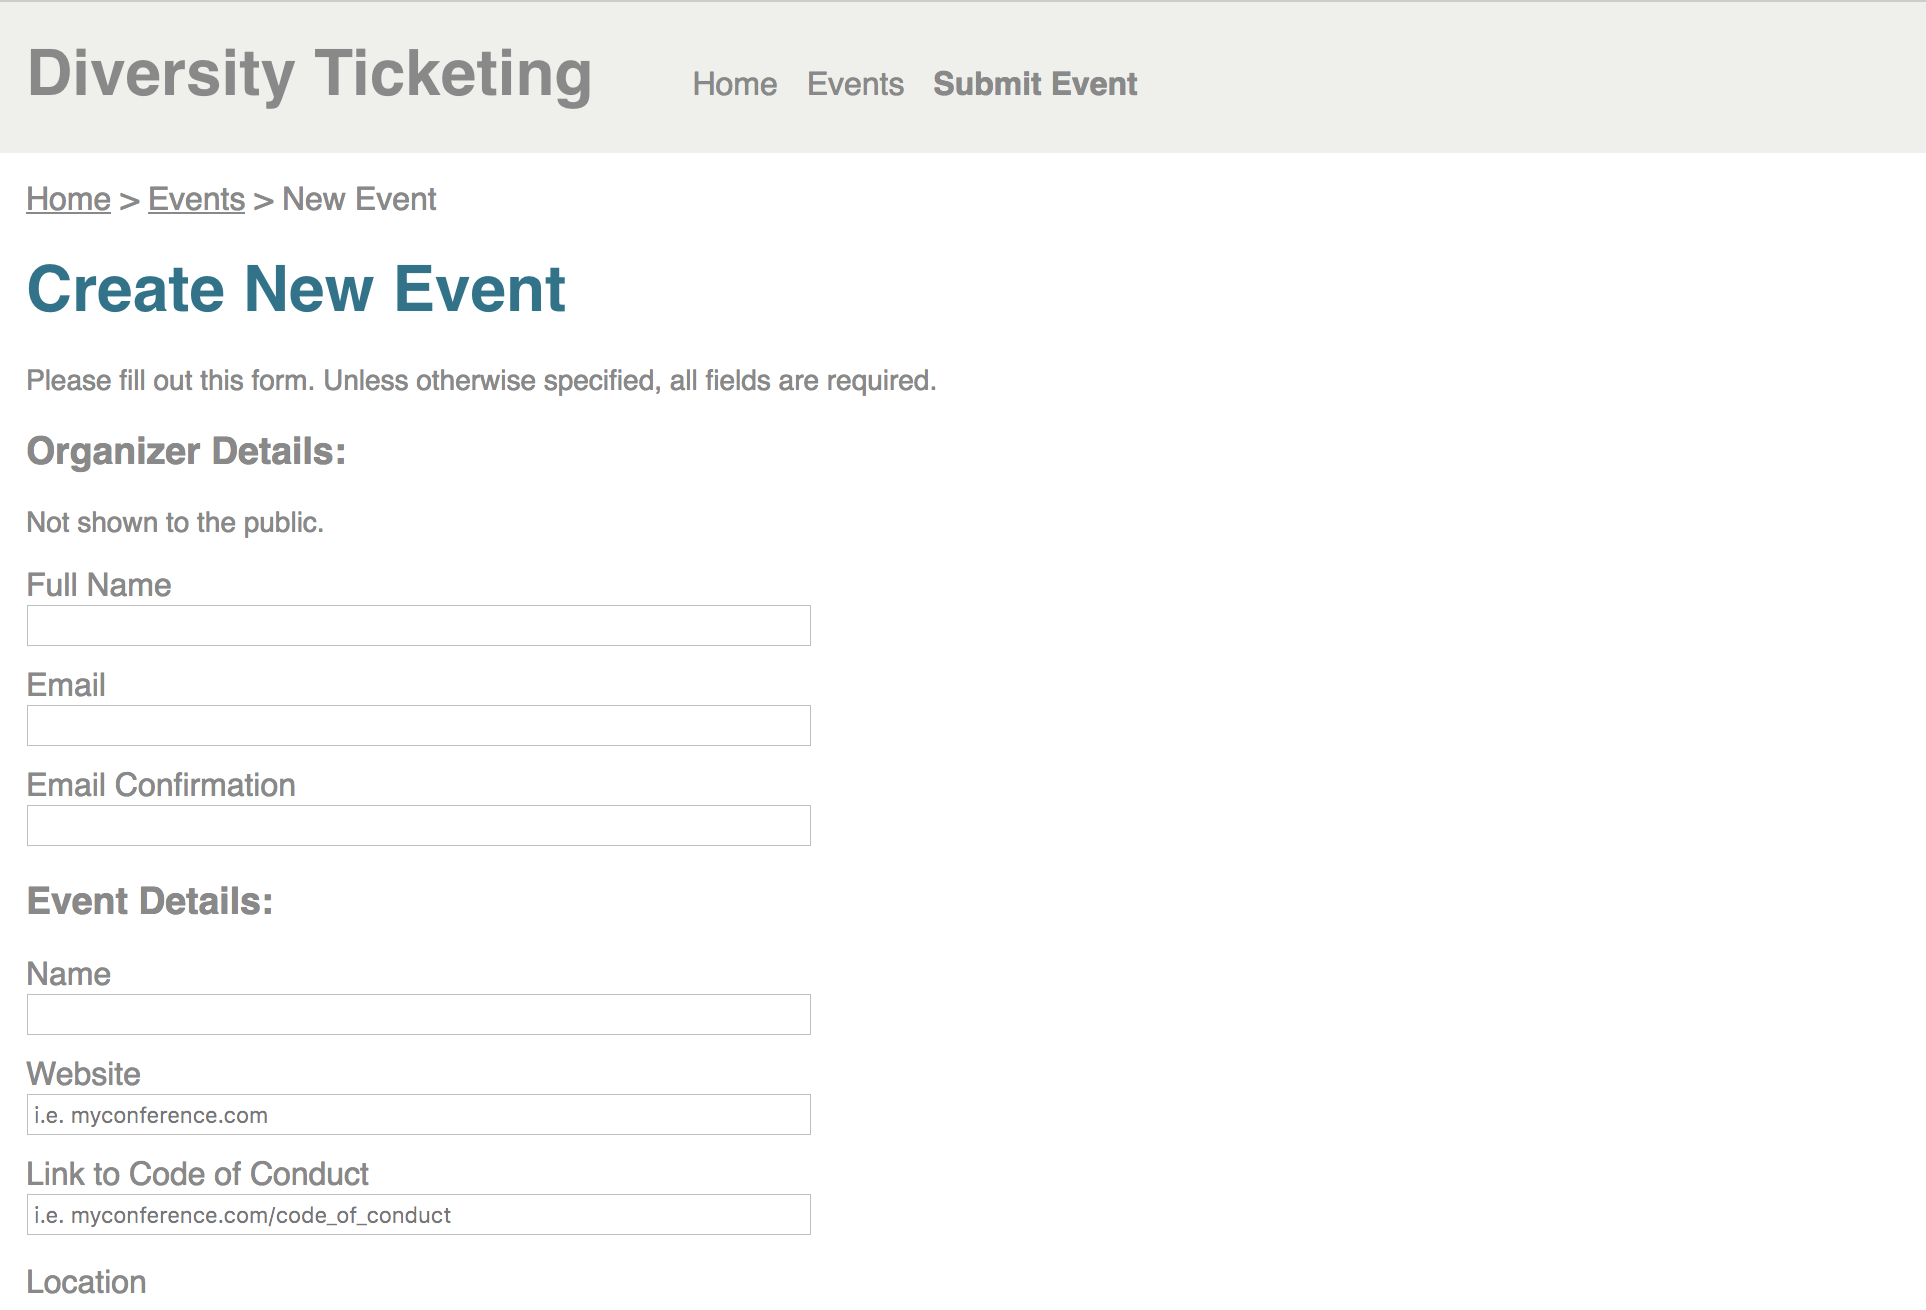 Diversity Ticketing
Home Events Submit Event
Home > Events > New Event
Create New Event
Please fill out this form. Unless otherwise specified, all fields are required.
Organizer Details:
Not shown to the public.
Full Name
Email
Email Confirmation
Event Details:
Name
Website
i.e. myconference.com
Link to Code of Conduct
i.e. myconference.com/code_of_conduct
Location